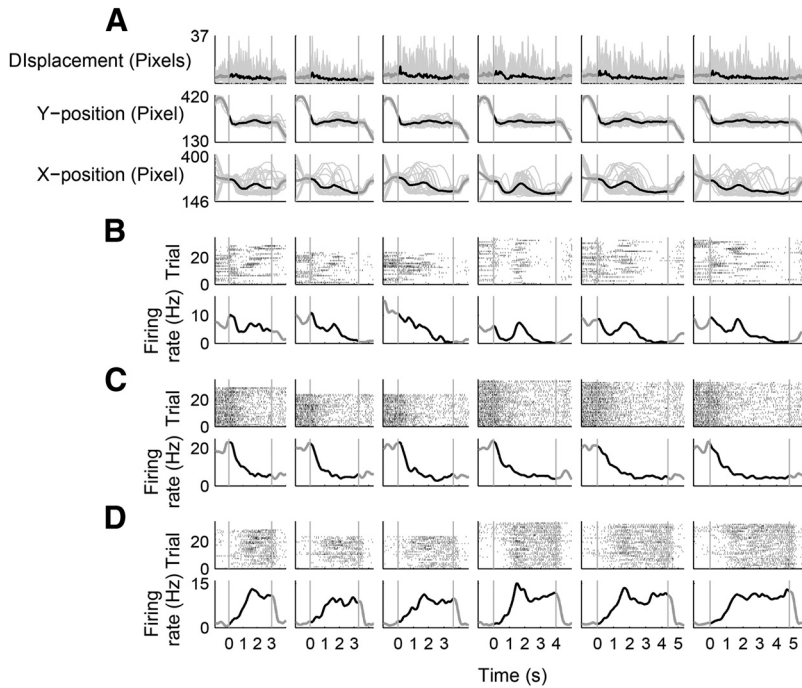 A
37
DIsplacement (Pixels)
420
Y−position (Pixel)
130
400
X−position (Pixel)
146
B
20
Trial
0
10
Firing rate (Hz)
0
C
20
Trial
0
20
Firing rate (Hz)
0
D
20
Trial
0
15
Firing rate (Hz)
0
0 1 2 3 0 1 2 3 0 1 2 3 0 1 2 3 4 0 1 2 3 4 5 0 1 2 3 4 5
Time (s)